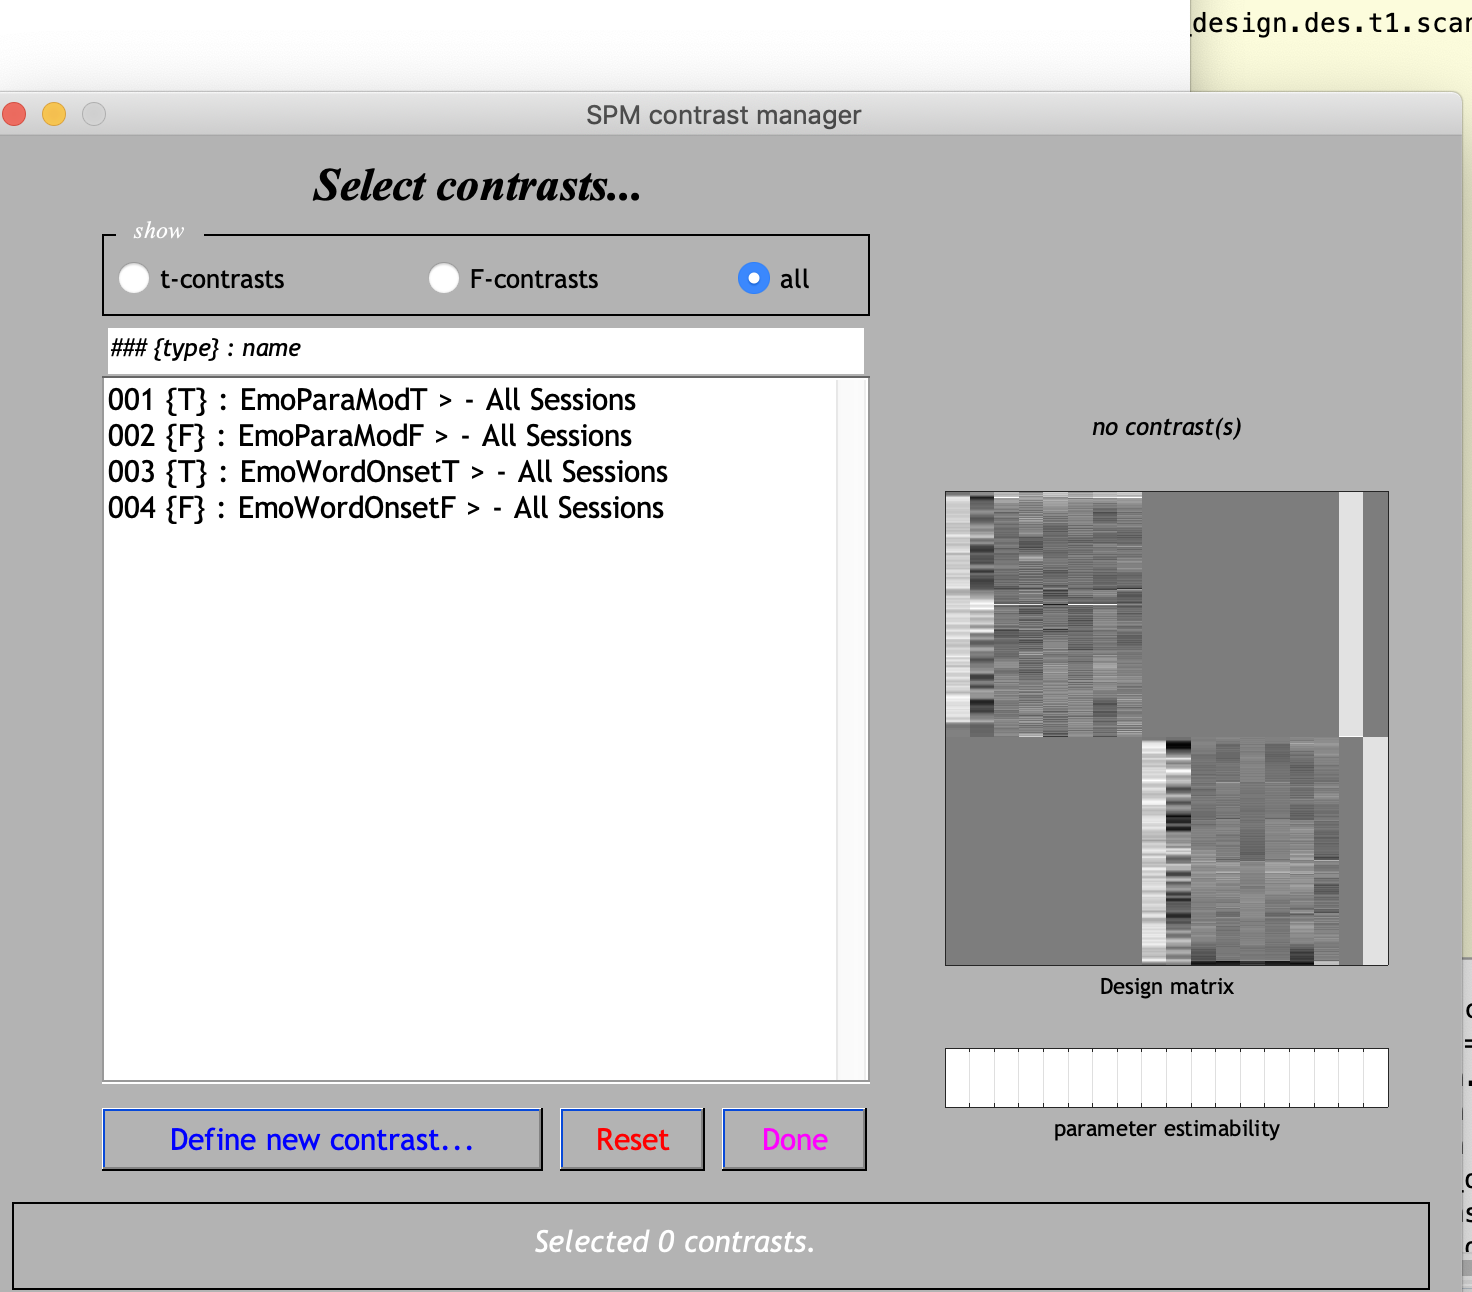 design.des.t1.scan
SPM contrast manager
Select contrasts...
show
t-contrasts
F-contrasts
all
### {type} : name
001 {T} : EmoParaModT > - All Sessions
002 {F} : EmoParaModF > - All Sessions
003 {T} : EmoWordOnsetT > - All Sessions
004 {F} : EmoWordOnsetF > - All Sessions
no contrast(s)
Design matrix
parameter estimability
Define new contrast...
Reset
Done
Selected 0 contrasts.